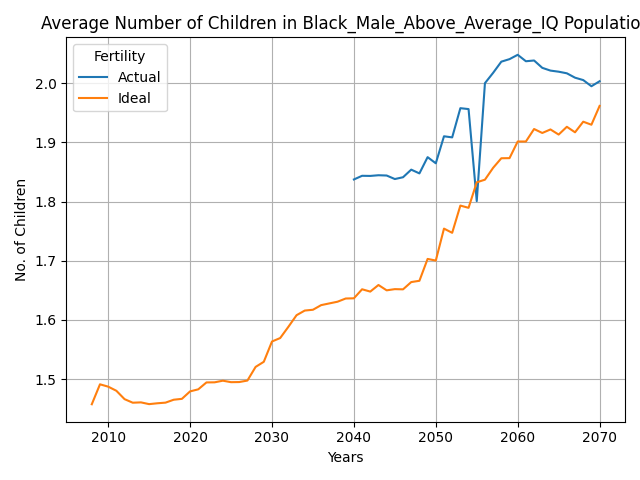 Average Number of Children in Black_Male_Above_Average_IQ Populatio
Fertility
Actual
Ideal
No. of Children
2.0
1.9
1.8
1.7
1.6
1.5
2010 2020 2030 2040 2050 2060 2070
Years